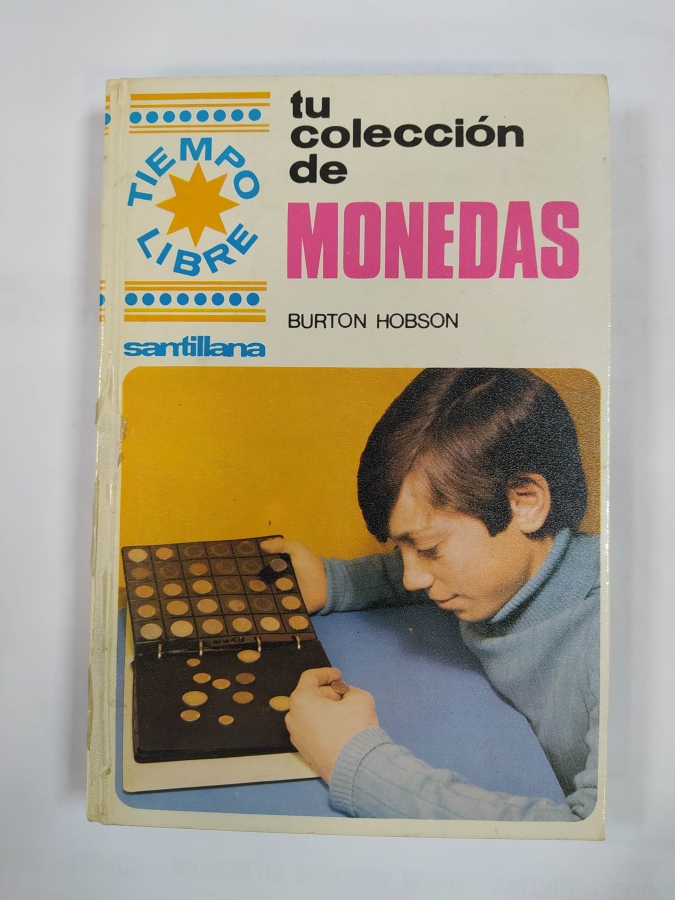 tu
colección
de
MONEDAS
BURTON HOBSON
TIEMPO
LIBRE
santillana